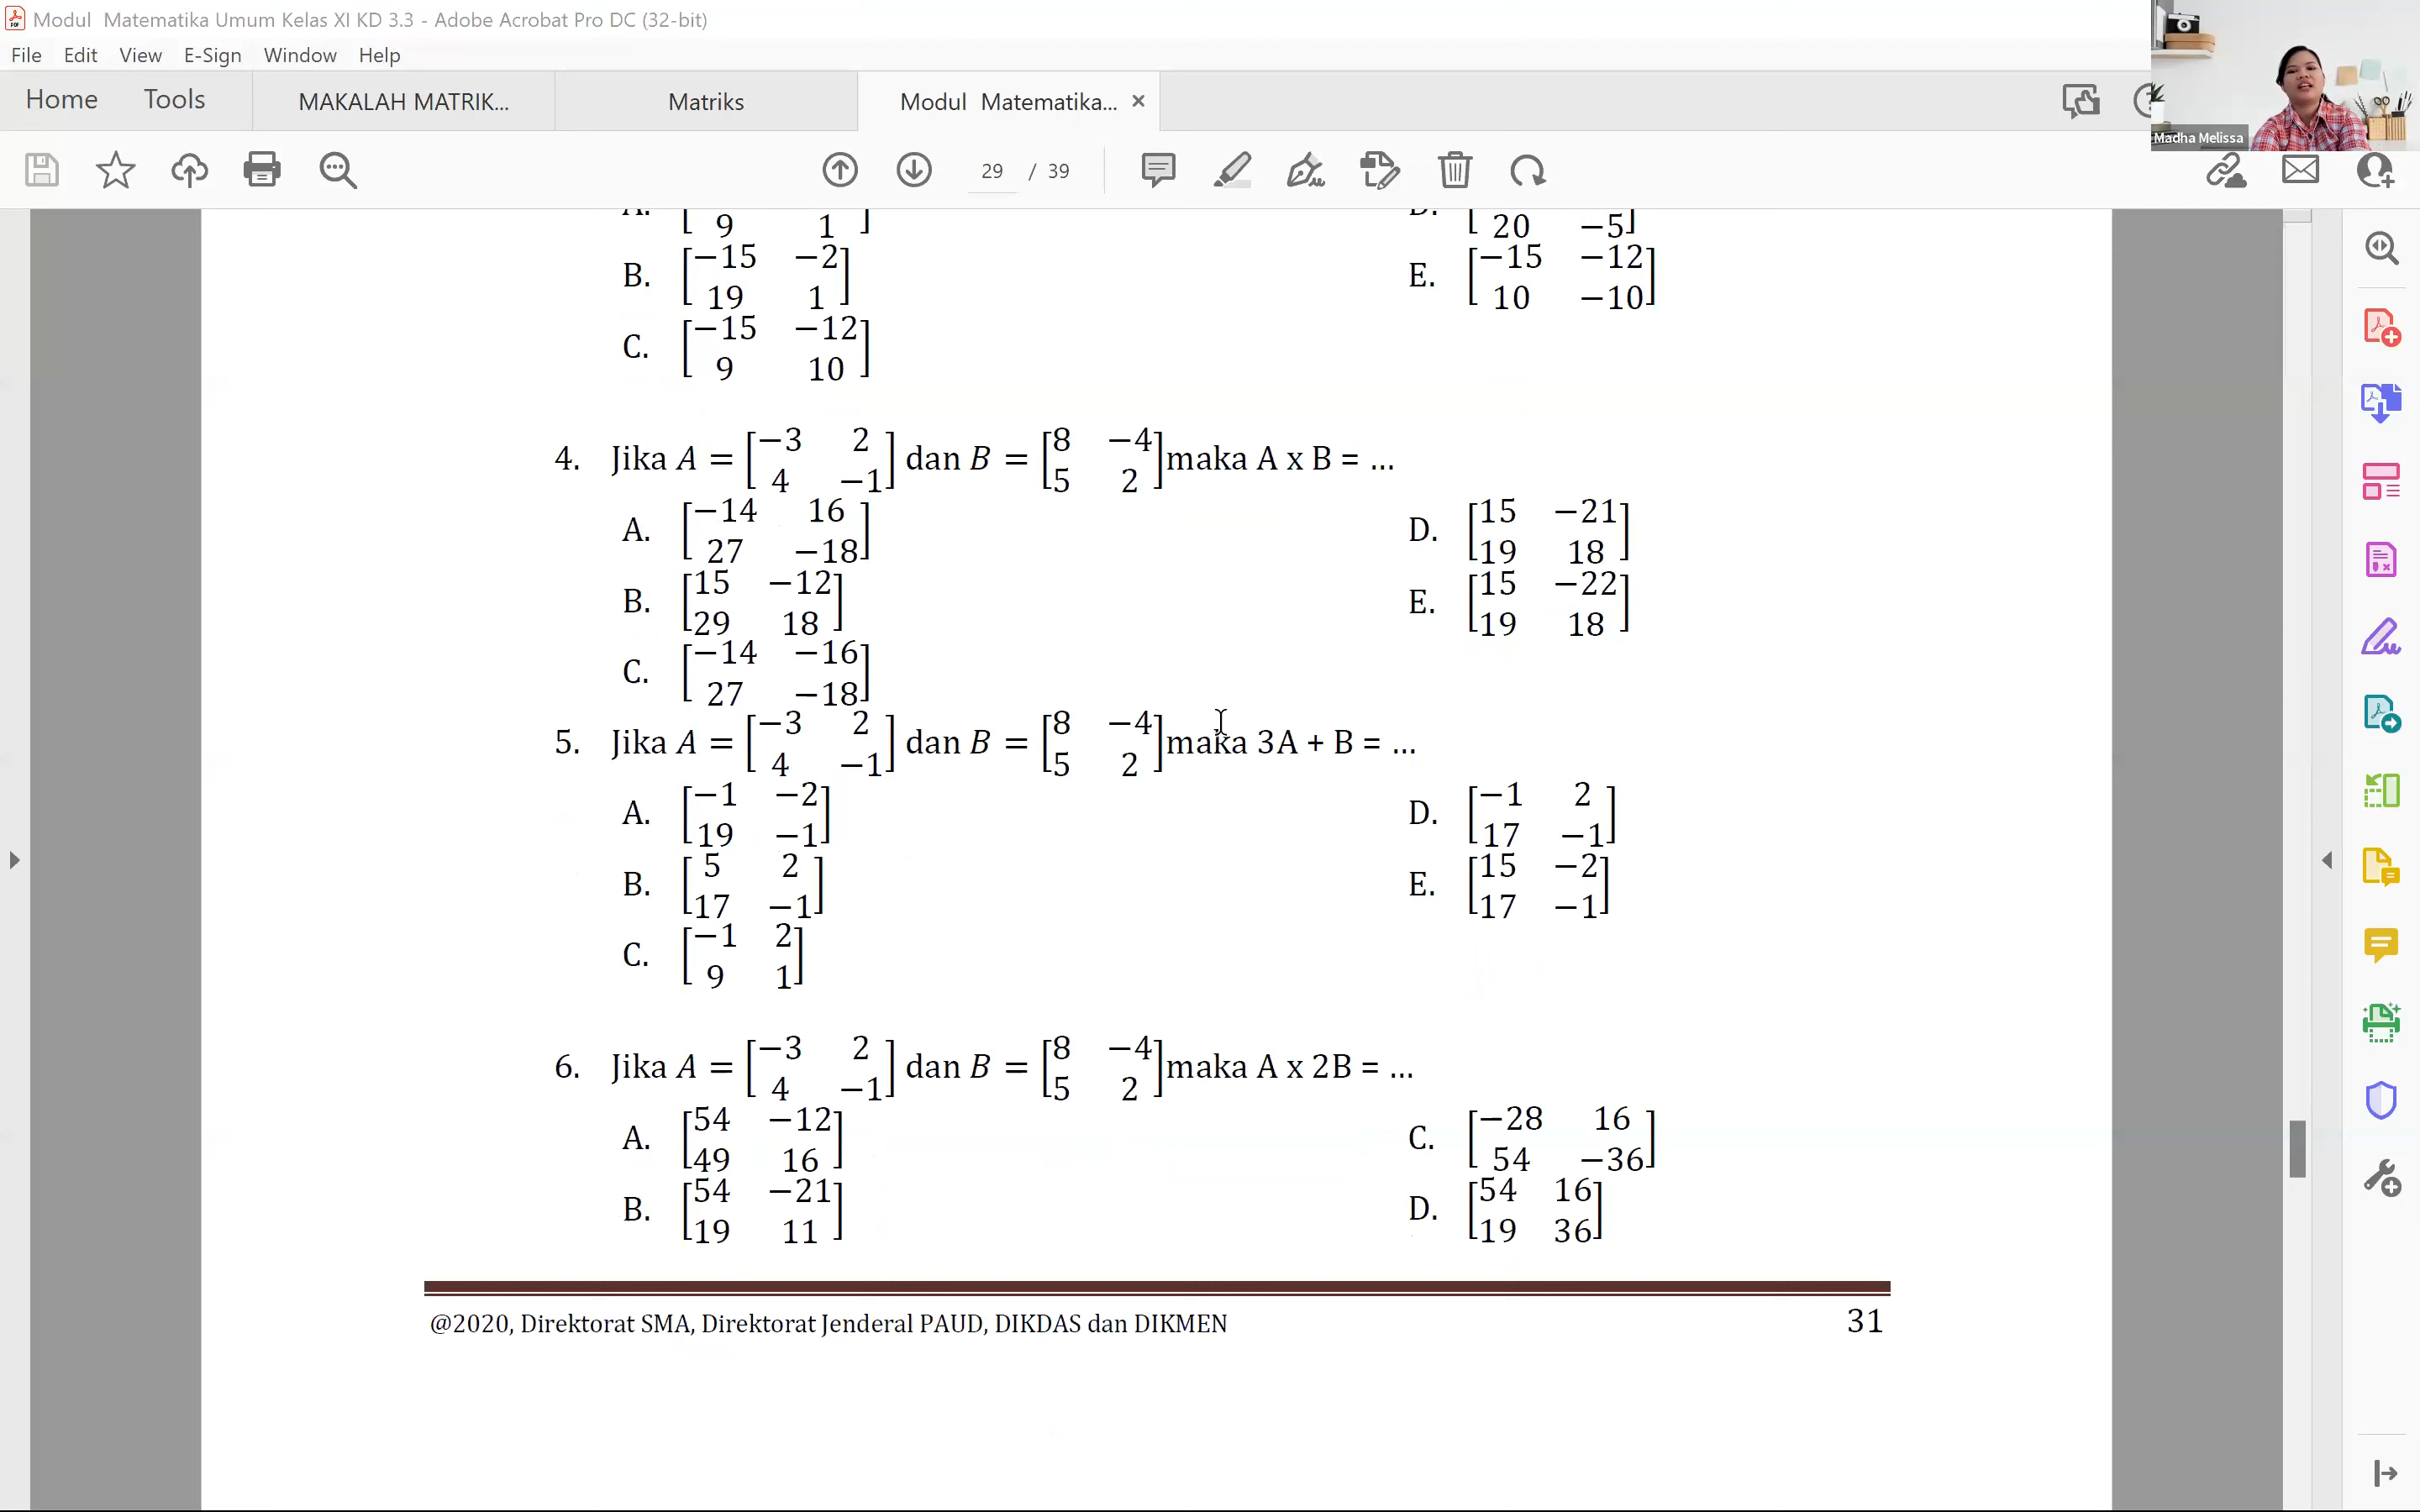 Modul Matematika Umum Kelas XI KD 3.3 - Adobe Acrobat Pro DC (32-bit)
File Edit View E-Sign Window Help
Home Tools MAKALAH MATRIK... Matriks Modul Matematika... ×
Madha Melissa
29 / 39
9 1
20 −5
B. [−15 −2]
[19 1]
E. [−15 −12]
[10 −10]
C. [−15 −12]
[9 10]
4. Jika A = [−3 2; 4 −1] dan B = [8 −4; 5 2] maka A x B = ...
A. [−14 16; 27 −18]
D. [15 −21; 19 18]
B. [15 −12; 29 18]
E. [15 −22; 19 18]
C. [−14 −16; 27 −18]
5. Jika A = [−3 2; 4 −1] dan B = [8 −4; 5 2] maka 3A + B = ...
A. [−1 −2; 19 −1]
D. [−1 2; 17 −1]
B. [5 2; 17 −1]
E. [15 −2; 17 −1]
C. [−1 2; 9 1]
6. Jika A = [−3 2; 4 −1] dan B = [8 −4; 5 2] maka A x 2B = ...
A. [54 −12; 49 16]
C. [−28 16; 54 −36]
B. [54 −21; 19 11]
D. [54 16; 19 36]
@2020, Direktorat SMA, Direktorat Jenderal PAUD, DIKDAS dan DIKMEN 31